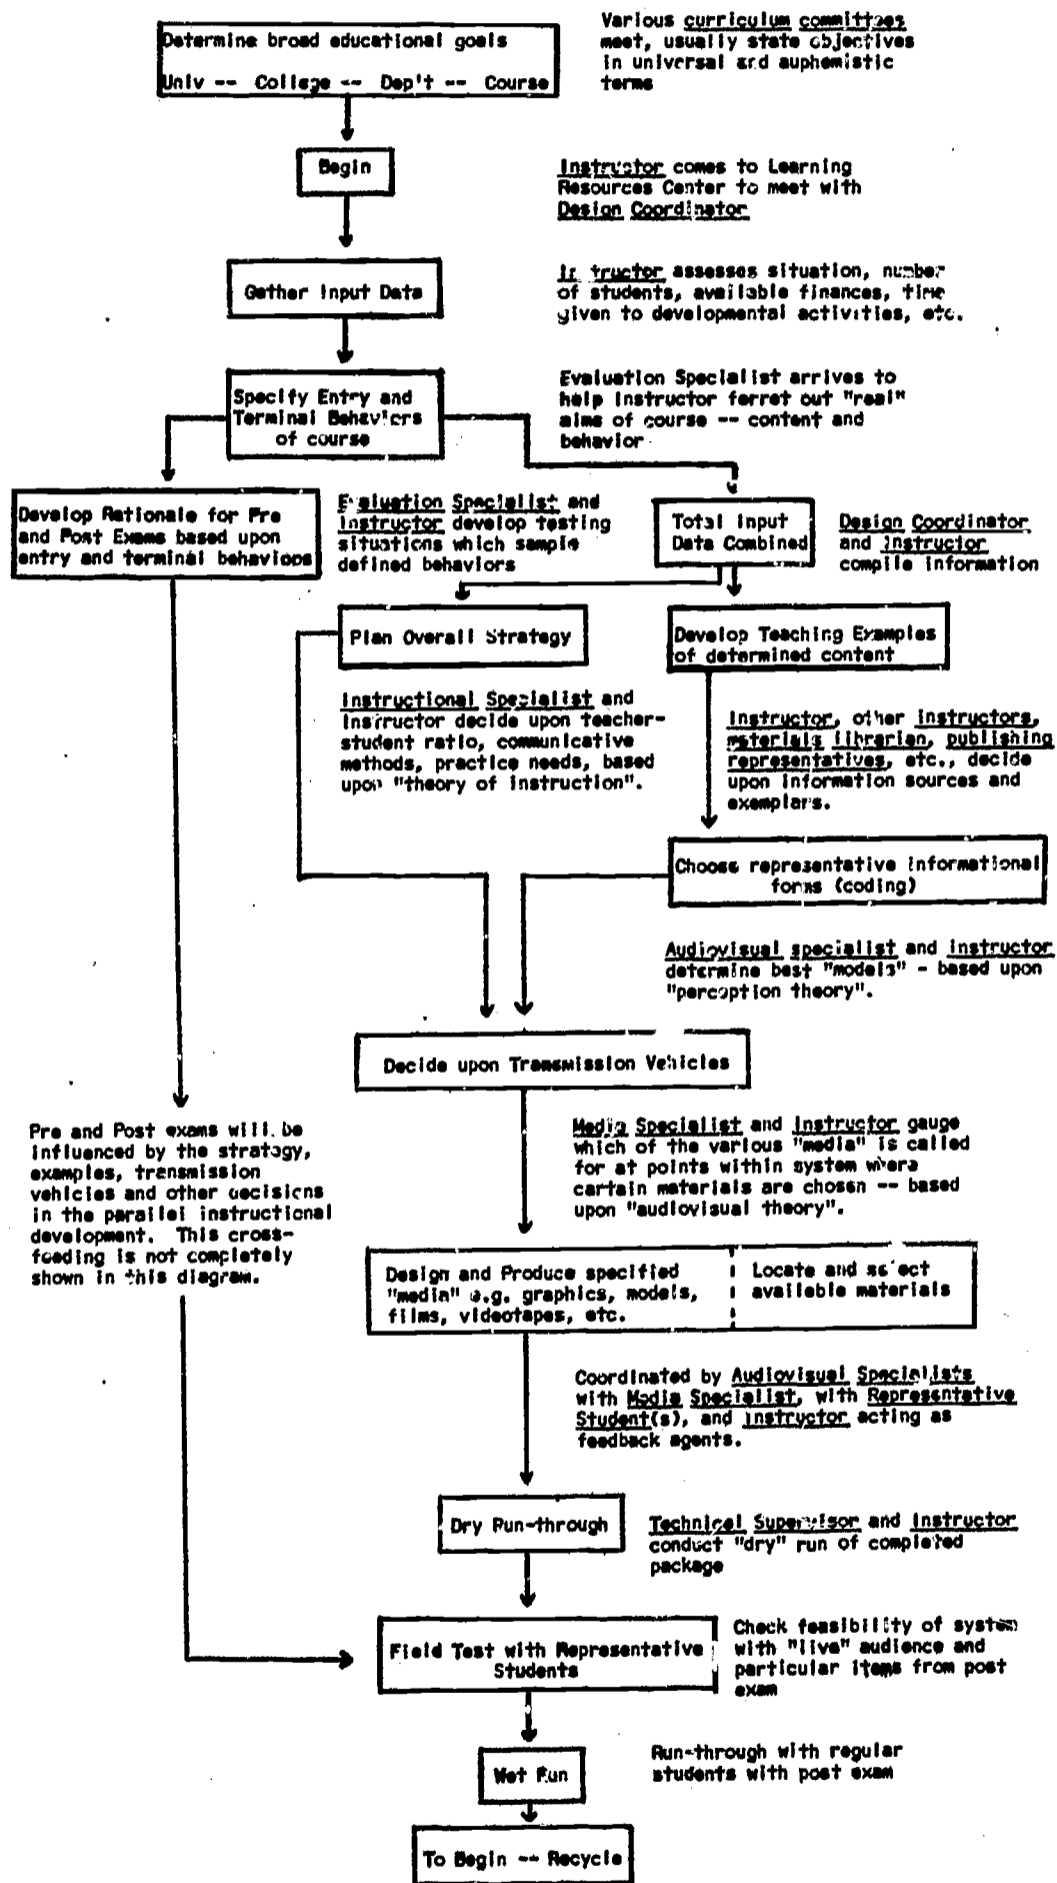 Determine broad educational goals
Univ -- College -- Dep't -- Course
Various curriculum committees
meet, usually state objectives
in universal and auphemistic
terms
Begin
Instructor comes to Learning
Resources Center to meet with
Design Coordinator
Gather Input Data
In tructor assesses situation, number
of students, available finances, time
given to developmental activities, etc.
Specify Entry and
Terminal Behaviers
of course
Evaluation Specialist arrives to
help instructor ferret out "real"
aims of course -- content and
behavior
Develop Rationale for Pre
and Post Exams based upon
entry and terminal behaviors
Evaluation Specialist and
Instructor develop testing
situations which sample
defined behaviors
Total Input
Data Combined
Design Coordinator
and Instructor
compile information
Plan Overall Strategy
Develop Teaching Examples
of determined content
Instructional Specialist and
instructor decide upon teacher-
student ratio, communicative
methods, practice needs, based
upon "theory of instruction".
Instructor, other instructors,
materials librarian, publishing
representatives, etc., decide
upon information sources and
exemplars.
Choose representative informational
forms (coding)
Audiovisual specialist and instructor
determine best "models" - based upon
"perception theory".
Decide upon Transmission Vehicles
Pre and Post exams will be
influenced by the strategy,
examples, transmission
vehicles and other decisions
in the parallel instructional
development. This cross-
feeding is not completely
shown in this diagram.
Media Specialist and Instructor gauge
which of the various "media" is called
for at points within system where
cartain materials are chosen -- based
upon "audiovisual theory".
Design and Produce specified
"media" e.g. graphics, models,
films, videotapes, etc.
Locate and select
available materials
Coordinated by Audiovisual Specialists
with Media Specialist, with Representative
Student(s), and Instructor acting as
feedback agents.
Dry Run-through
Technical Supervisor and Instructor
conduct "dry" run of completed
package
Field Test with Representative
Students
Check feasibility of system
with "live" audience and
particular items from post
exam
Wet Run
Run-through with regular
students with post exam
To Begin -- Recycle